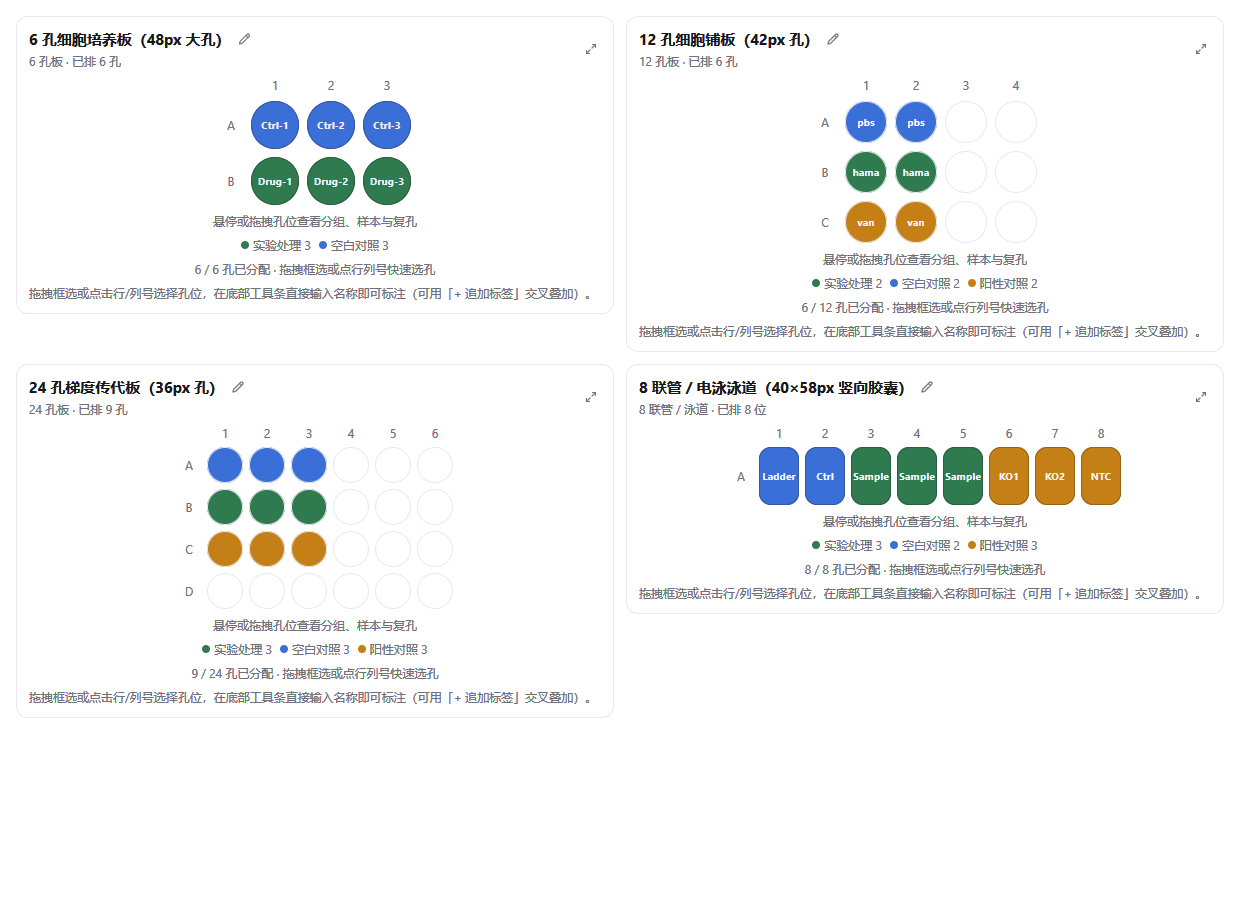 6 孔细胞培养板（48px 大孔）
6 孔板 · 已排 6 孔
1 2 3
A Ctrl-1 Ctrl-2 Ctrl-3
B Drug-1 Drug-2 Drug-3
悬停或拖拽孔位查看分组、样本与复孔
实验处理 3 空白对照 3
6 / 6 孔已分配 · 拖拽框选或点行列号快速选孔
拖拽框选或点击行/列号选择孔位，在底部工具条直接输入名称即可标注（可用「+ 追加标签」交叉叠加）。
12 孔细胞铺板（42px 孔）
12 孔板 · 已排 6 孔
1 2 3 4
A pbs pbs
B hama hama
C van van
悬停或拖拽孔位查看分组、样本与复孔
实验处理 2 空白对照 2 阳性对照 2
6 / 12 孔已分配 · 拖拽框选或点行列号快速选孔
拖拽框选或点击行/列号选择孔位，在底部工具条直接输入名称即可标注（可用「+ 追加标签」交叉叠加）。
24 孔梯度传代板（36px 孔）
24 孔板 · 已排 9 孔
1 2 3 4 5 6
A
B
C
D
悬停或拖拽孔位查看分组、样本与复孔
实验处理 3 空白对照 3 阳性对照 3
9 / 24 孔已分配 · 拖拽框选或点行列号快速选孔
拖拽框选或点击行/列号选择孔位，在底部工具条直接输入名称即可标注（可用「+ 追加标签」交叉叠加）。
8 联管 / 电泳泳道（40×58px 竖向胶囊）
8 联管 / 泳道 · 已排 8 位
1 2 3 4 5 6 7 8
A Ladder Ctrl Sample Sample Sample KO1 KO2 NTC
悬停或拖拽孔位查看分组、样本与复孔
实验处理 3 空白对照 2 阳性对照 3
8 / 8 孔已分配 · 拖拽框选或点行列号快速选孔
拖拽框选或点击行/列号选择孔位，在底部工具条直接输入名称即可标注（可用「+ 追加标签」交叉叠加）。